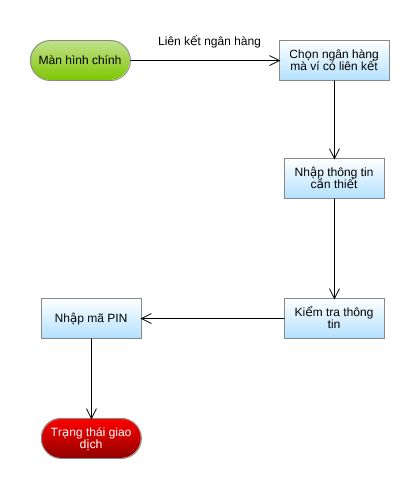 Liên kết ngân hàng
Màn hình chính
Chọn ngân hàng
mà ví có liên kết
Nhập thông tin
cần thiết
Kiểm tra thông
tin
Nhập mã PIN
Trạng thái giao
dịch